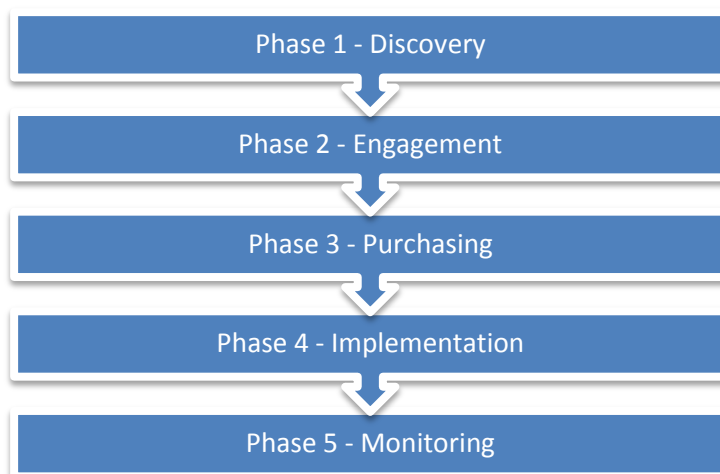 Phase 1 - Discovery
Phase 2 - Engagement
Phase 3 - Purchasing
Phase 4 - Implementation
Phase 5 - Monitoring